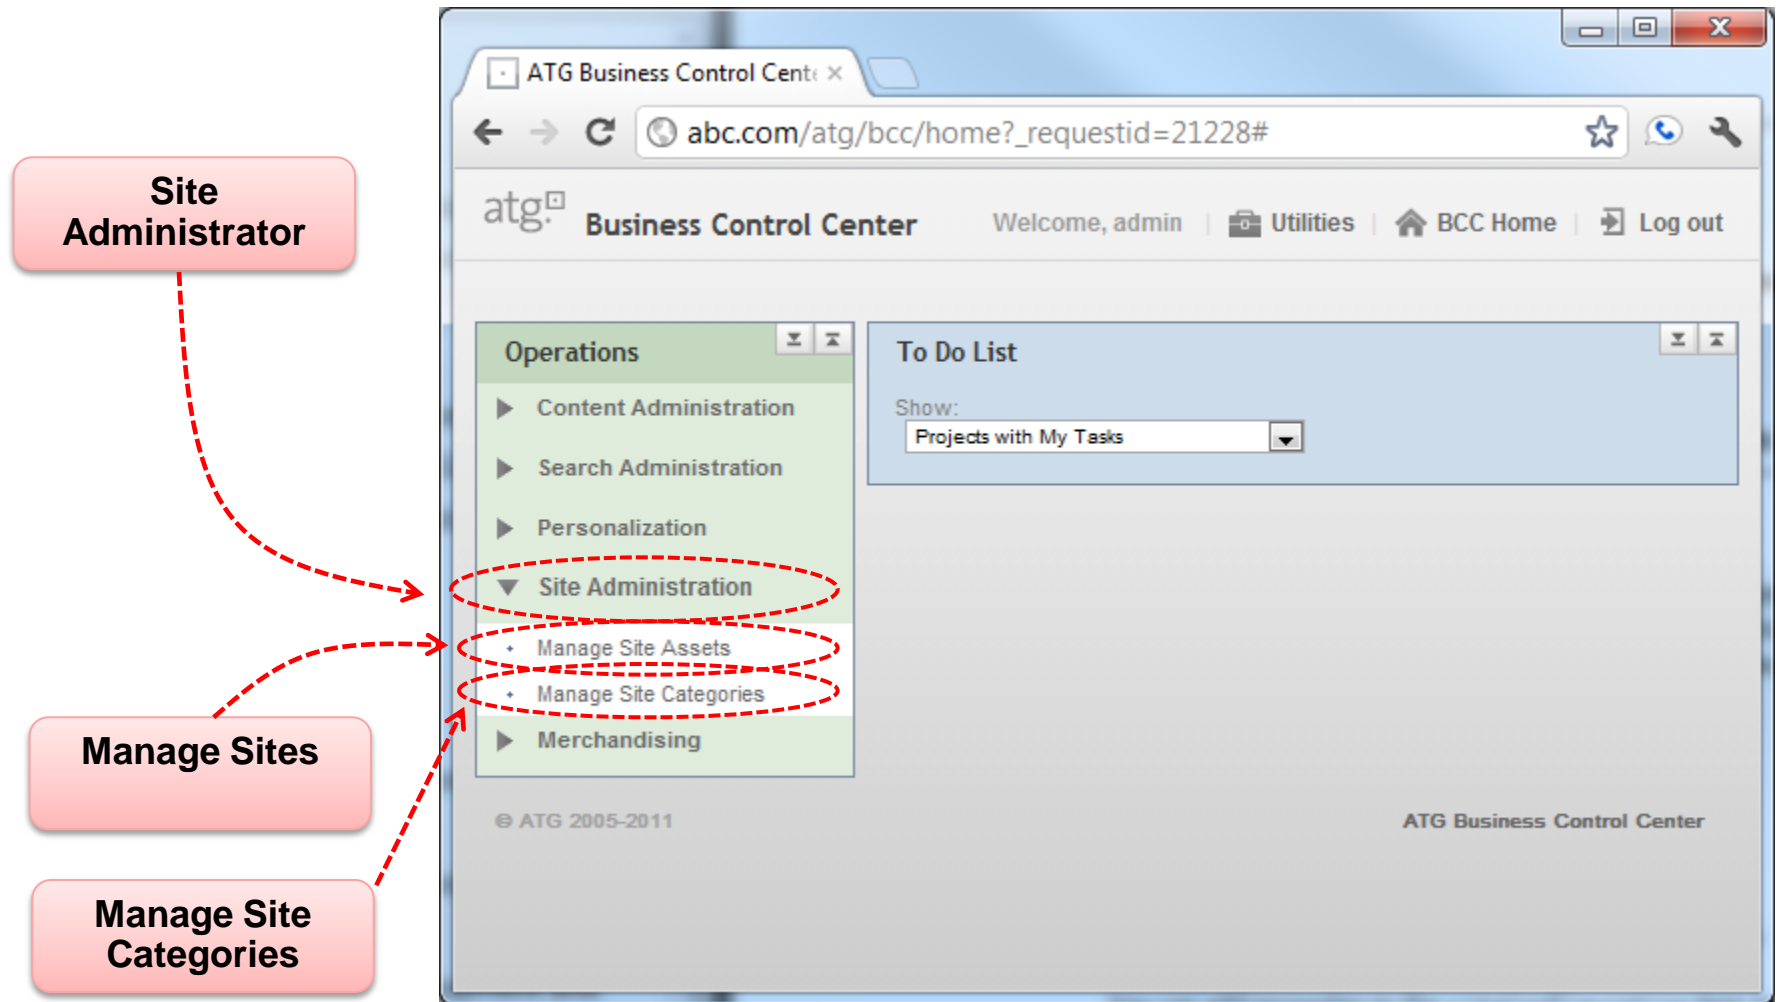 ATG Business Control Cente
abc.com/atg/bcc/home?_requestid=21228#
atg
Business Control Center
Welcome, admin
Utilities
BCC Home
Log out
Site
Administrator
Operations
Content Administration
Search Administration
Personalization
Site Administration
Manage Site Assets
Manage Site Categories
Merchandising
To Do List
Show:
Projects with My Tasks
Manage Sites
Manage Site
Categories
© ATG 2005-2011
ATG Business Control Center